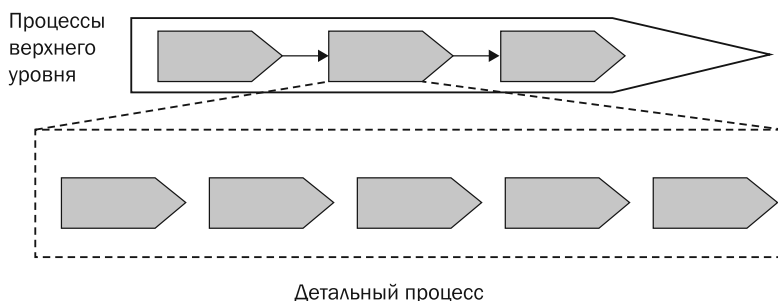 Процессы
верхнего
уровня
Детальный процесс